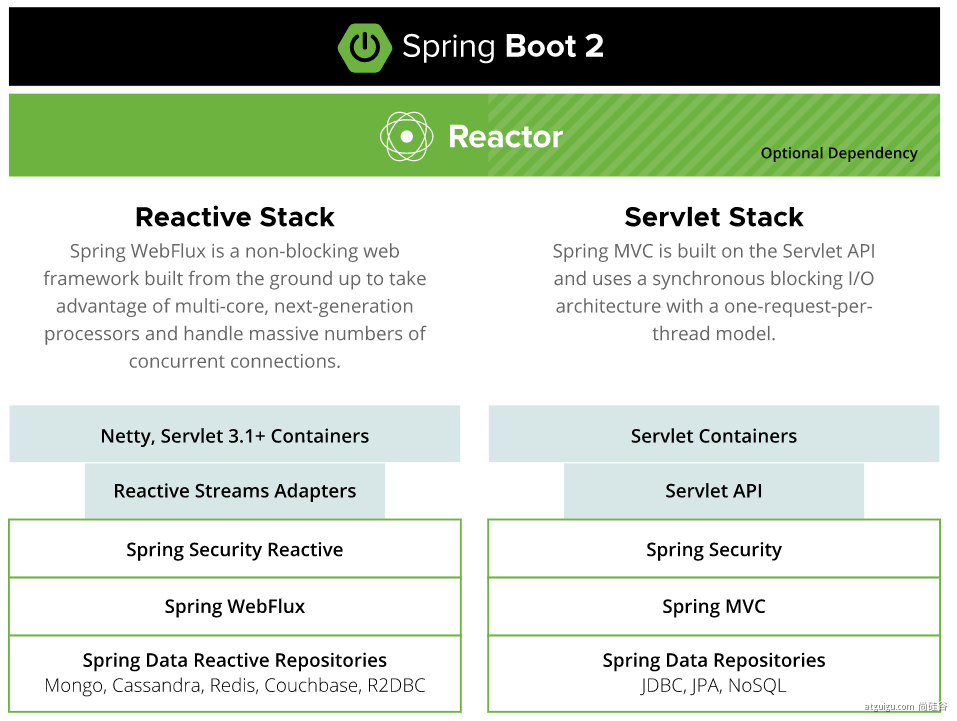 Spring Boot 2
Reactor
Optional Dependency
Reactive Stack
Spring WebFlux is a non-blocking web
framework built from the ground up to take
advantage of multi-core, next-generation
processors and handle massive numbers of
concurrent connections.
Netty, Servlet 3.1+ Containers
Reactive Streams Adapters
Spring Security Reactive
Spring WebFlux
Spring Data Reactive Repositories
Mongo, Cassandra, Redis, Couchbase, R2DBC
Servlet Stack
Spring MVC is built on the Servlet API
and uses a synchronous blocking I/O
architecture with a one-request-per-
thread model.
Servlet Containers
Servlet API
Spring Security
Spring MVC
Spring Data Repositories
JDBC, JPA, NoSQL
atguigu.com 尚硅谷